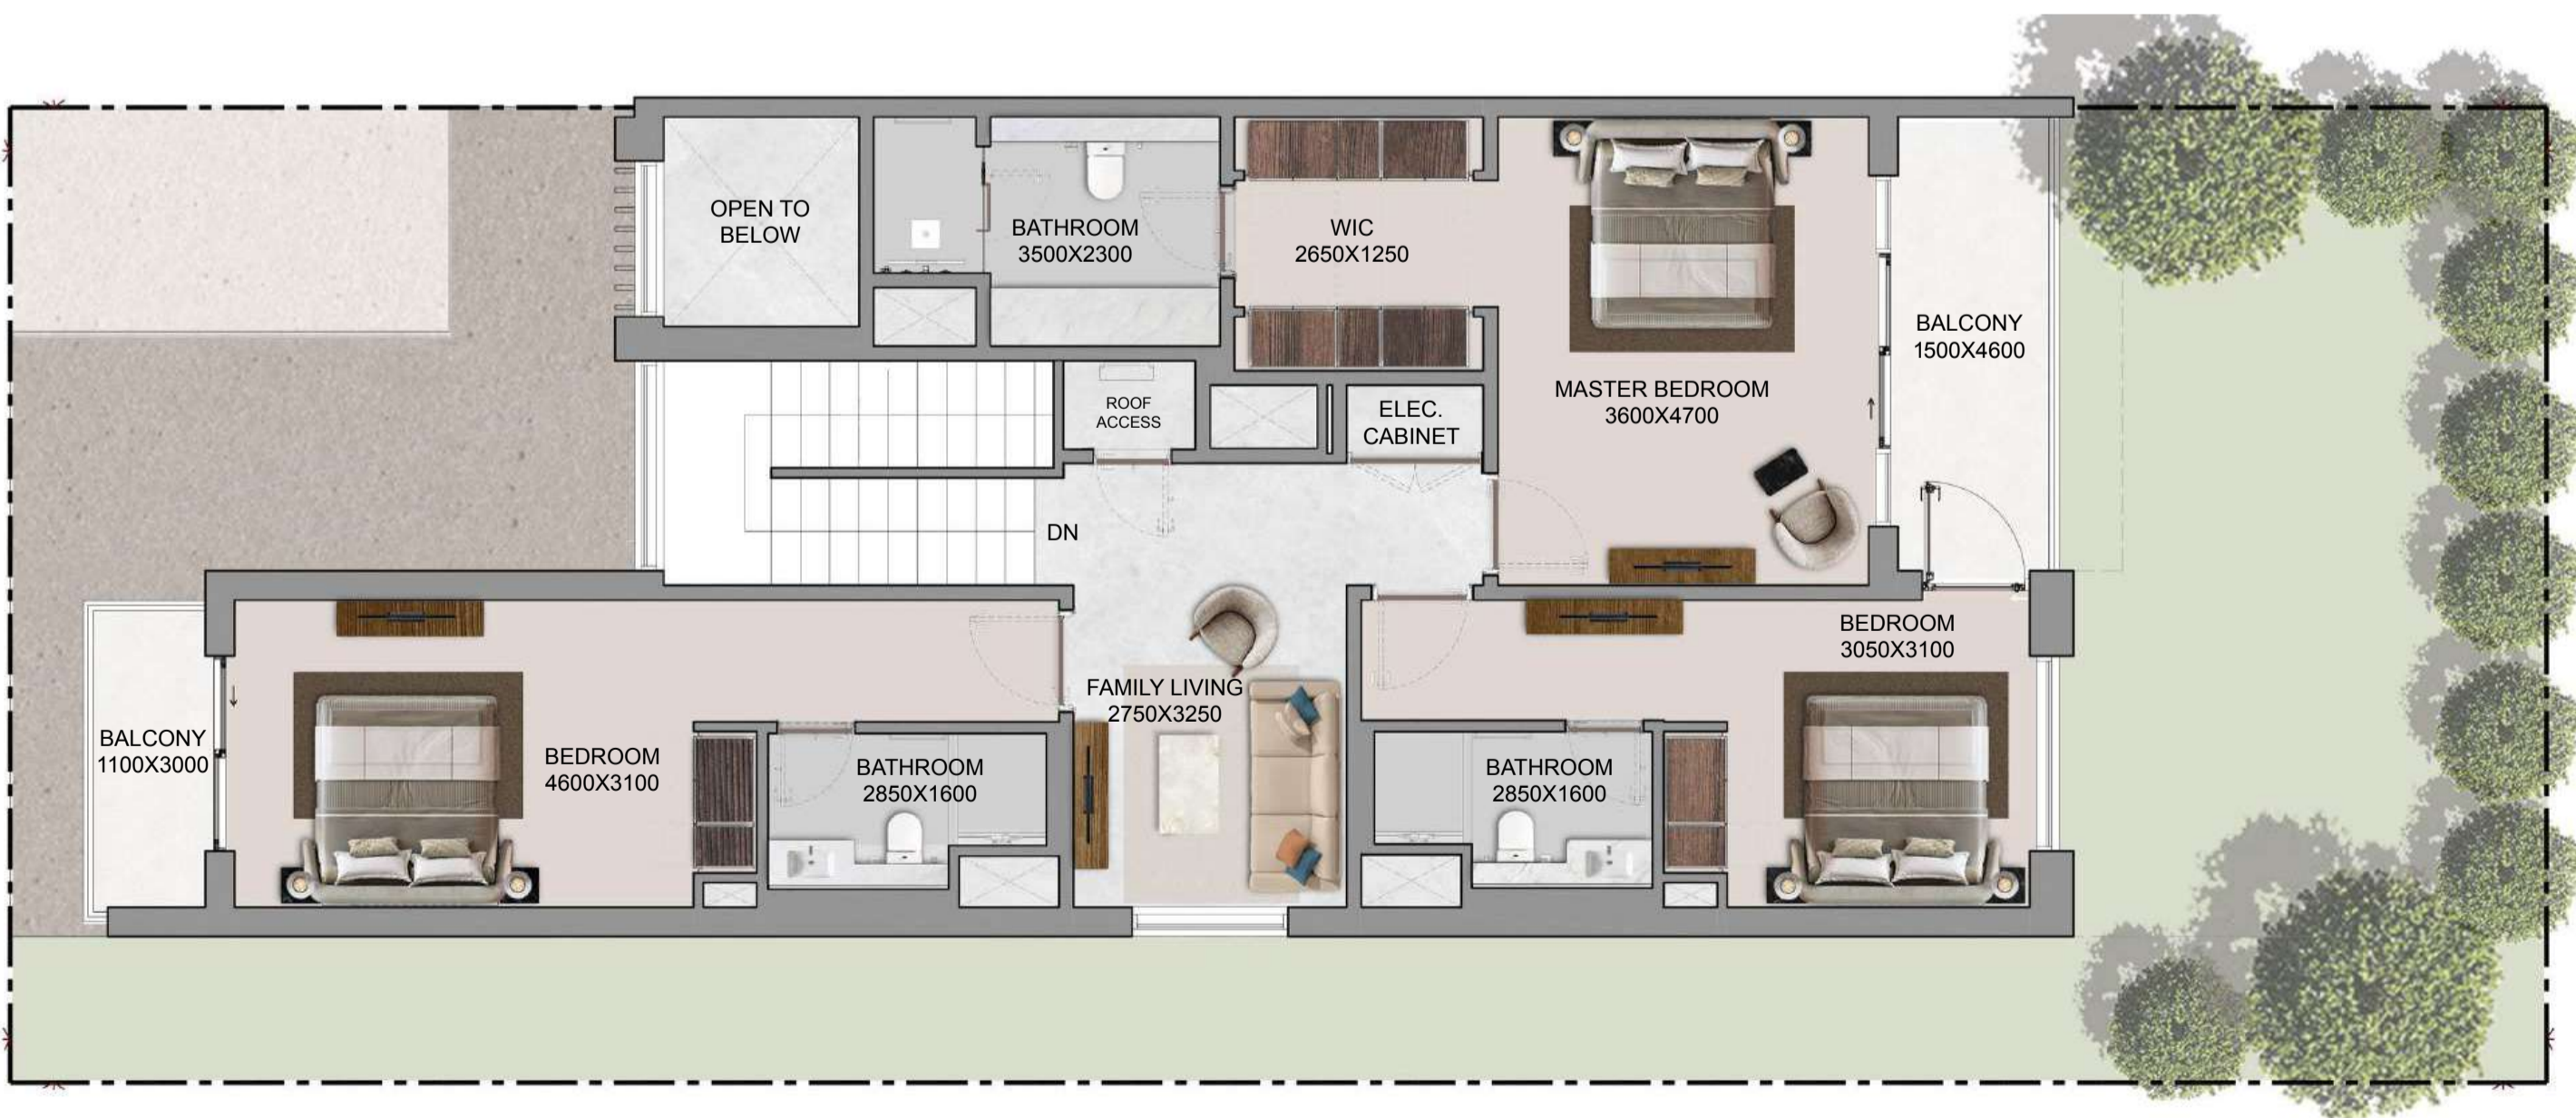 OPEN TO
BELOW
BATHROOM
3500X2300
WIC
2650X1250
BALCONY
1500X4600
MASTER BEDROOM
3600X4700
ROOF
ACCESS
ELEC.
CABINET
DN
BEDROOM
3050X3100
FAMILY LIVING
2750X3250
BALCONY
1100X3000
BEDROOM
4600X3100
BATHROOM
2850X1600
BATHROOM
2850X1600